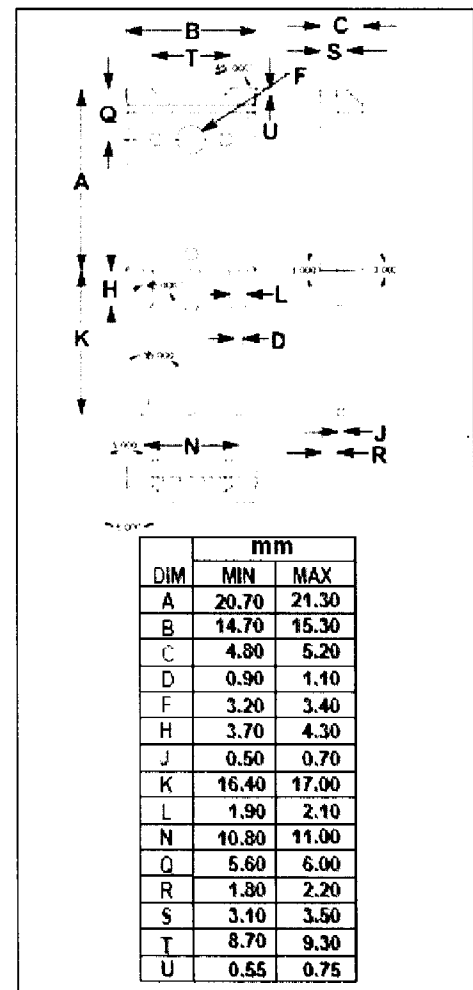 B
C
T
S
F
Q
U
A
H
L
K
D
N
J
R
mm
DIM MIN MAX
A 20.70 21.30
B 14.70 15.30
C 4.80 5.20
D 0.90 1.10
F 3.20 3.40
H 3.70 4.30
J 0.50 0.70
K 16.40 17.00
L 1.90 2.10
N 10.80 11.00
Q 5.60 6.00
R 1.80 2.20
S 3.10 3.50
T 8.70 9.30
U 0.55 0.75